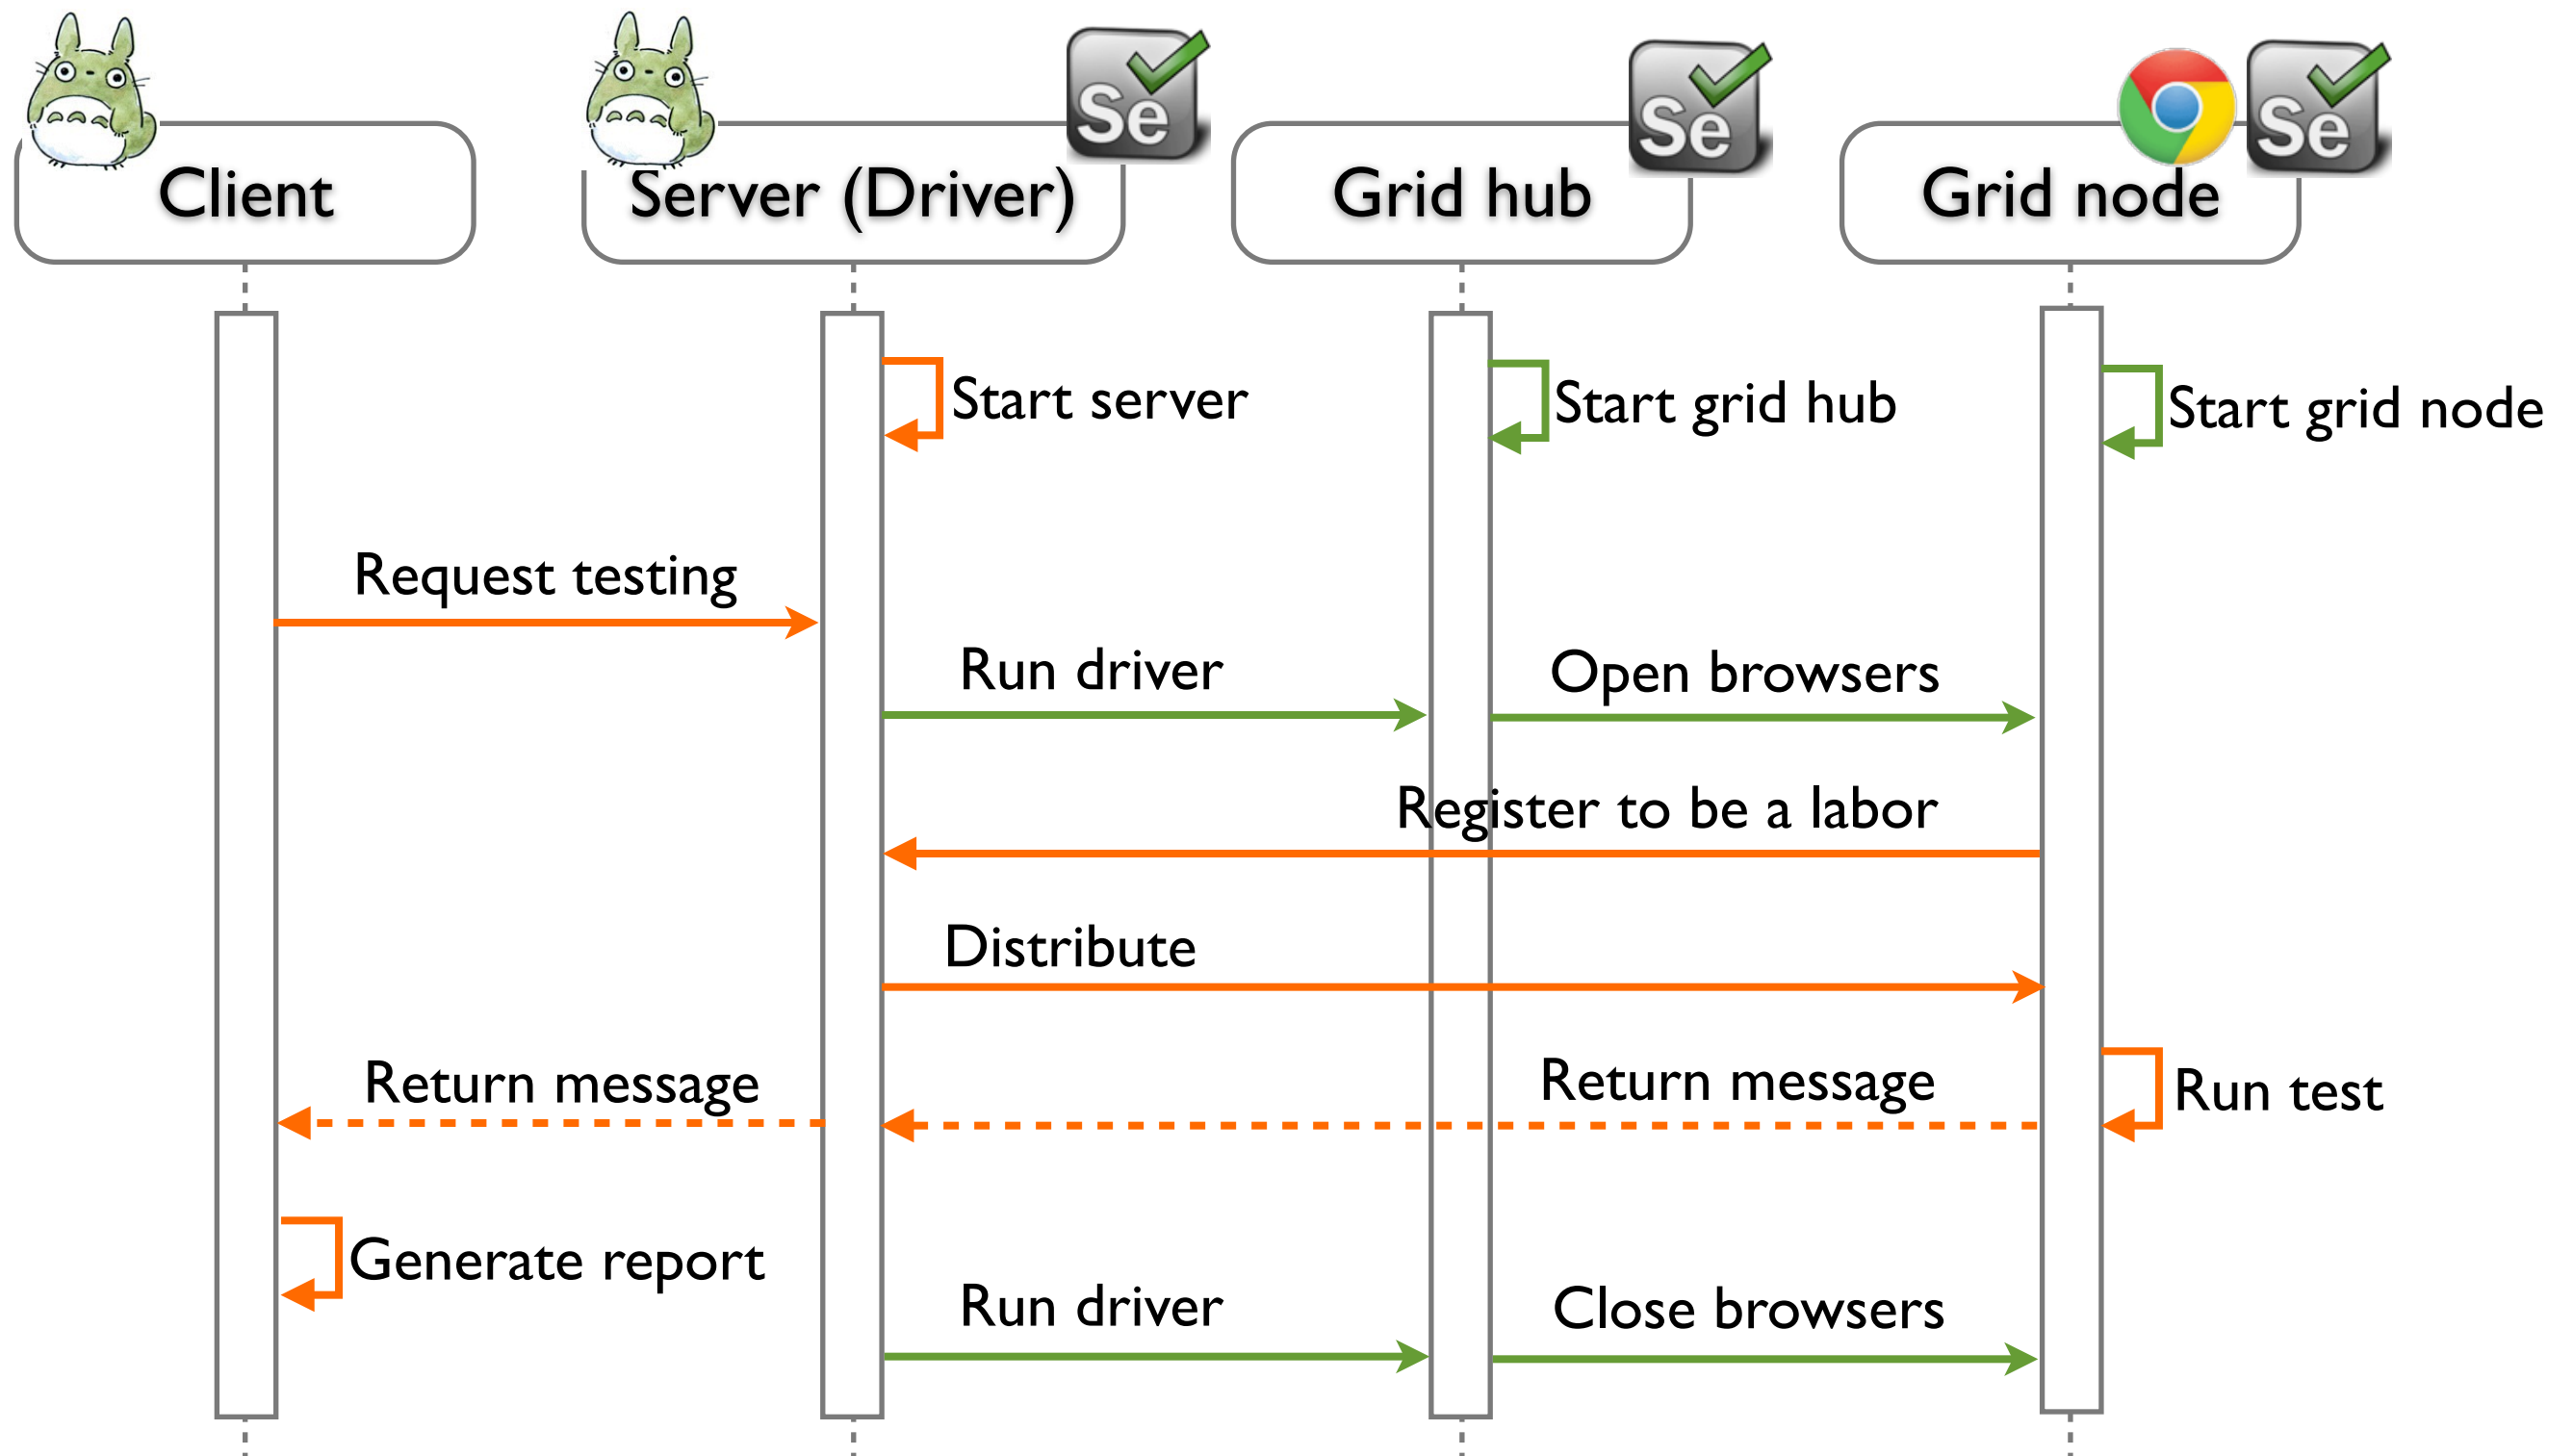 Client
Server (Driver)
Se
Grid hub
Se
Grid node
Se
Start server
Start grid hub
Start grid node
Request testing
Run driver
Open browsers
Register to be a labor
Distribute
Return message
Return message
Run test
Generate report
Run driver
Close browsers